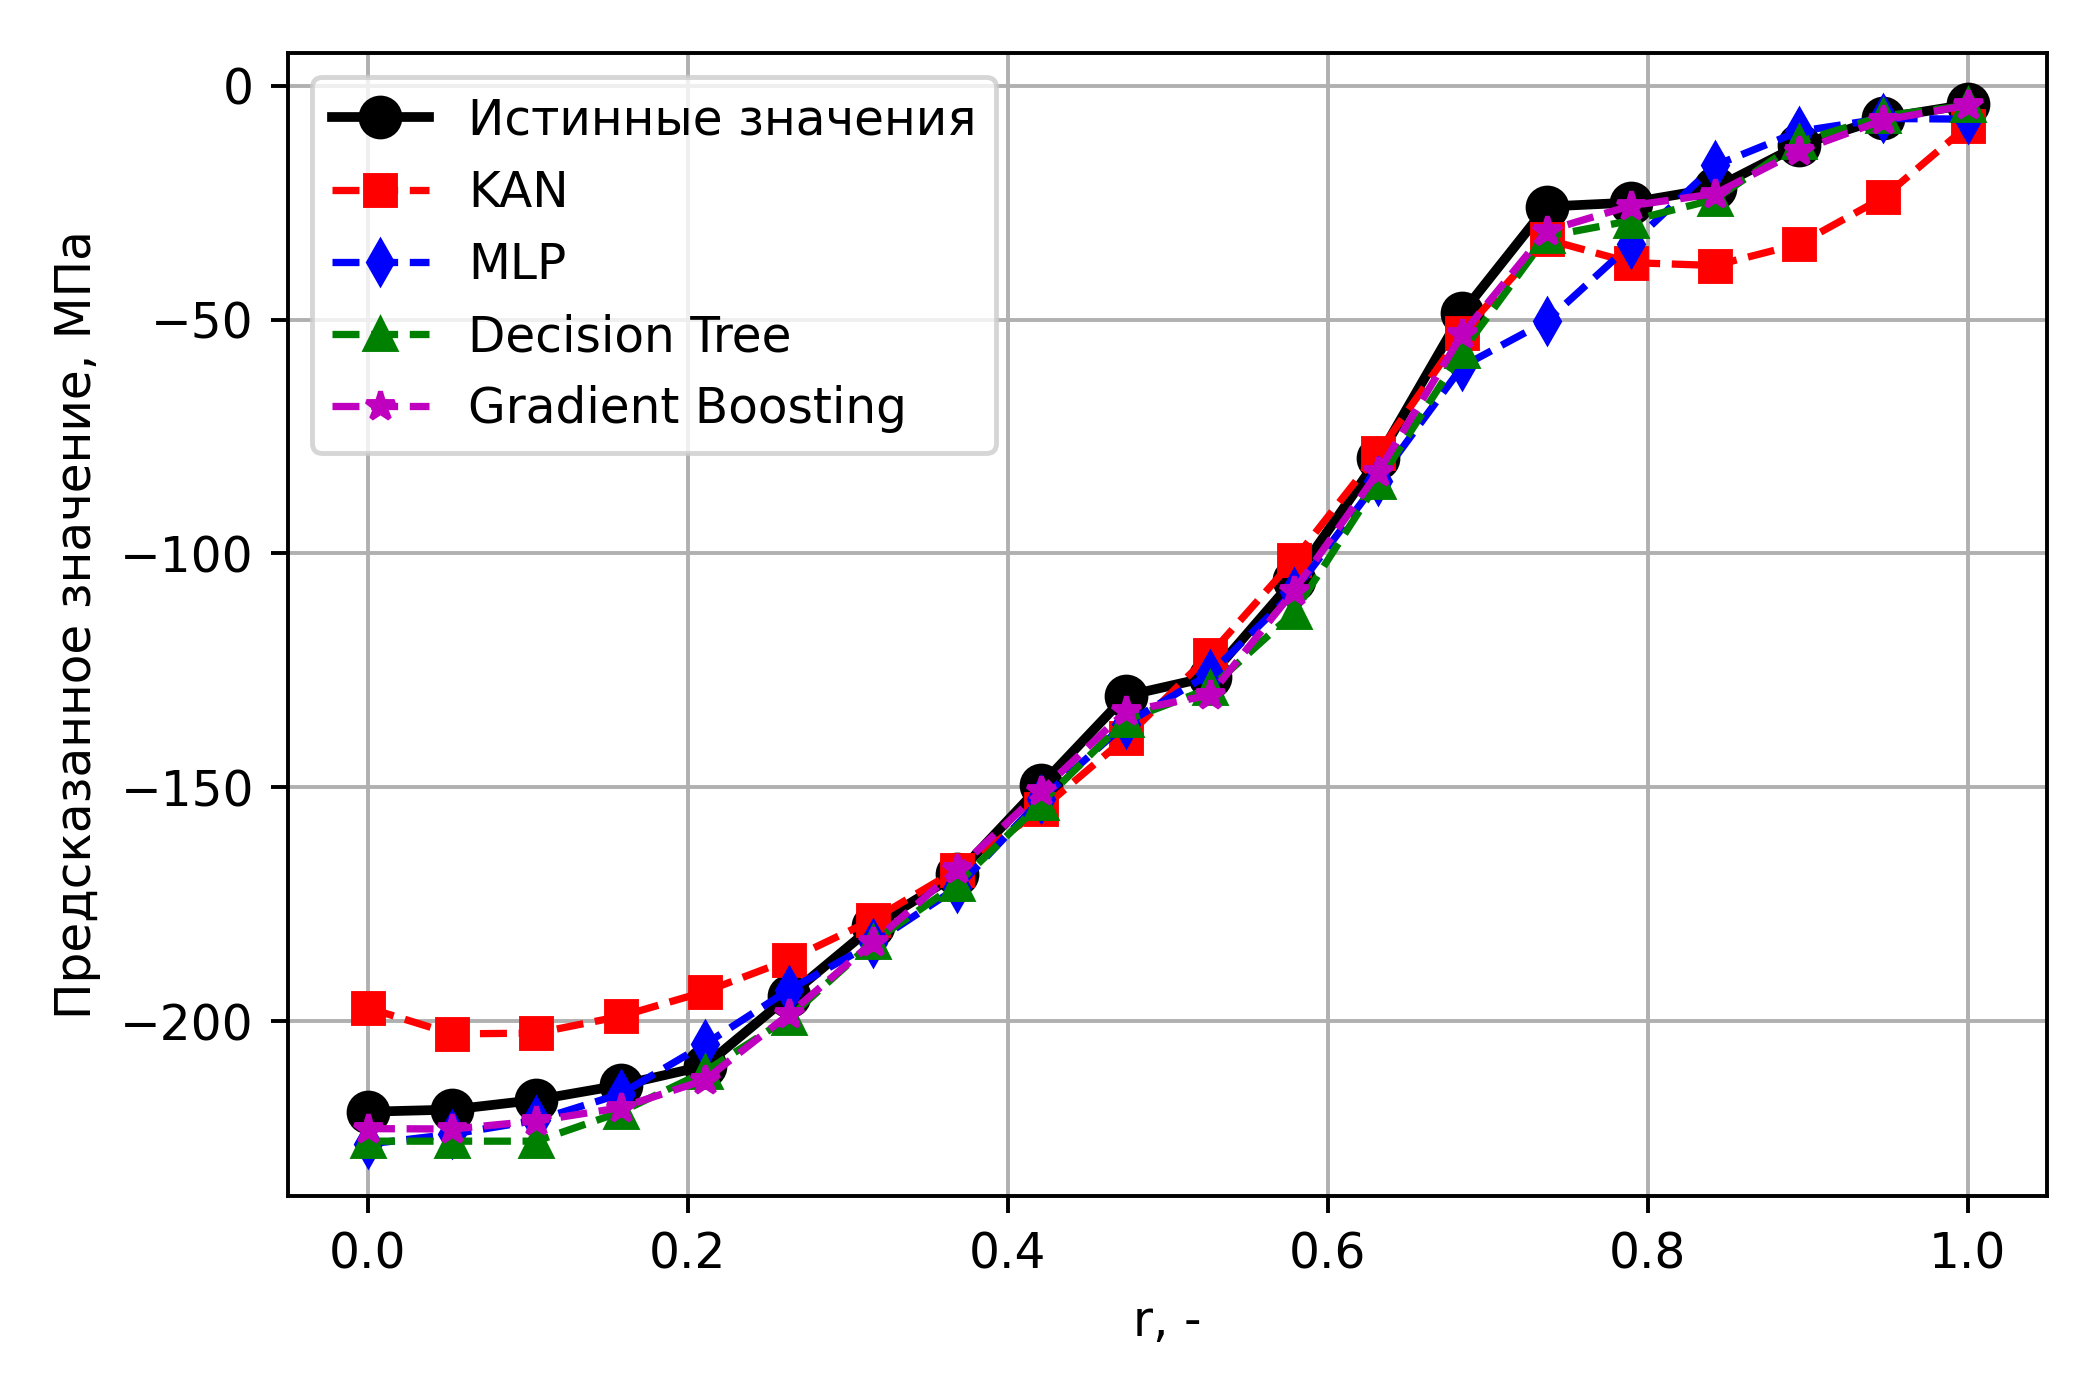 Истинные значения
KAN
MLP
Decision Tree
Gradient Boosting
Предсказанное значение, МПа
0
−50
−100
−150
−200
0.0 0.2 0.4 0.6 0.8 1.0
r, -